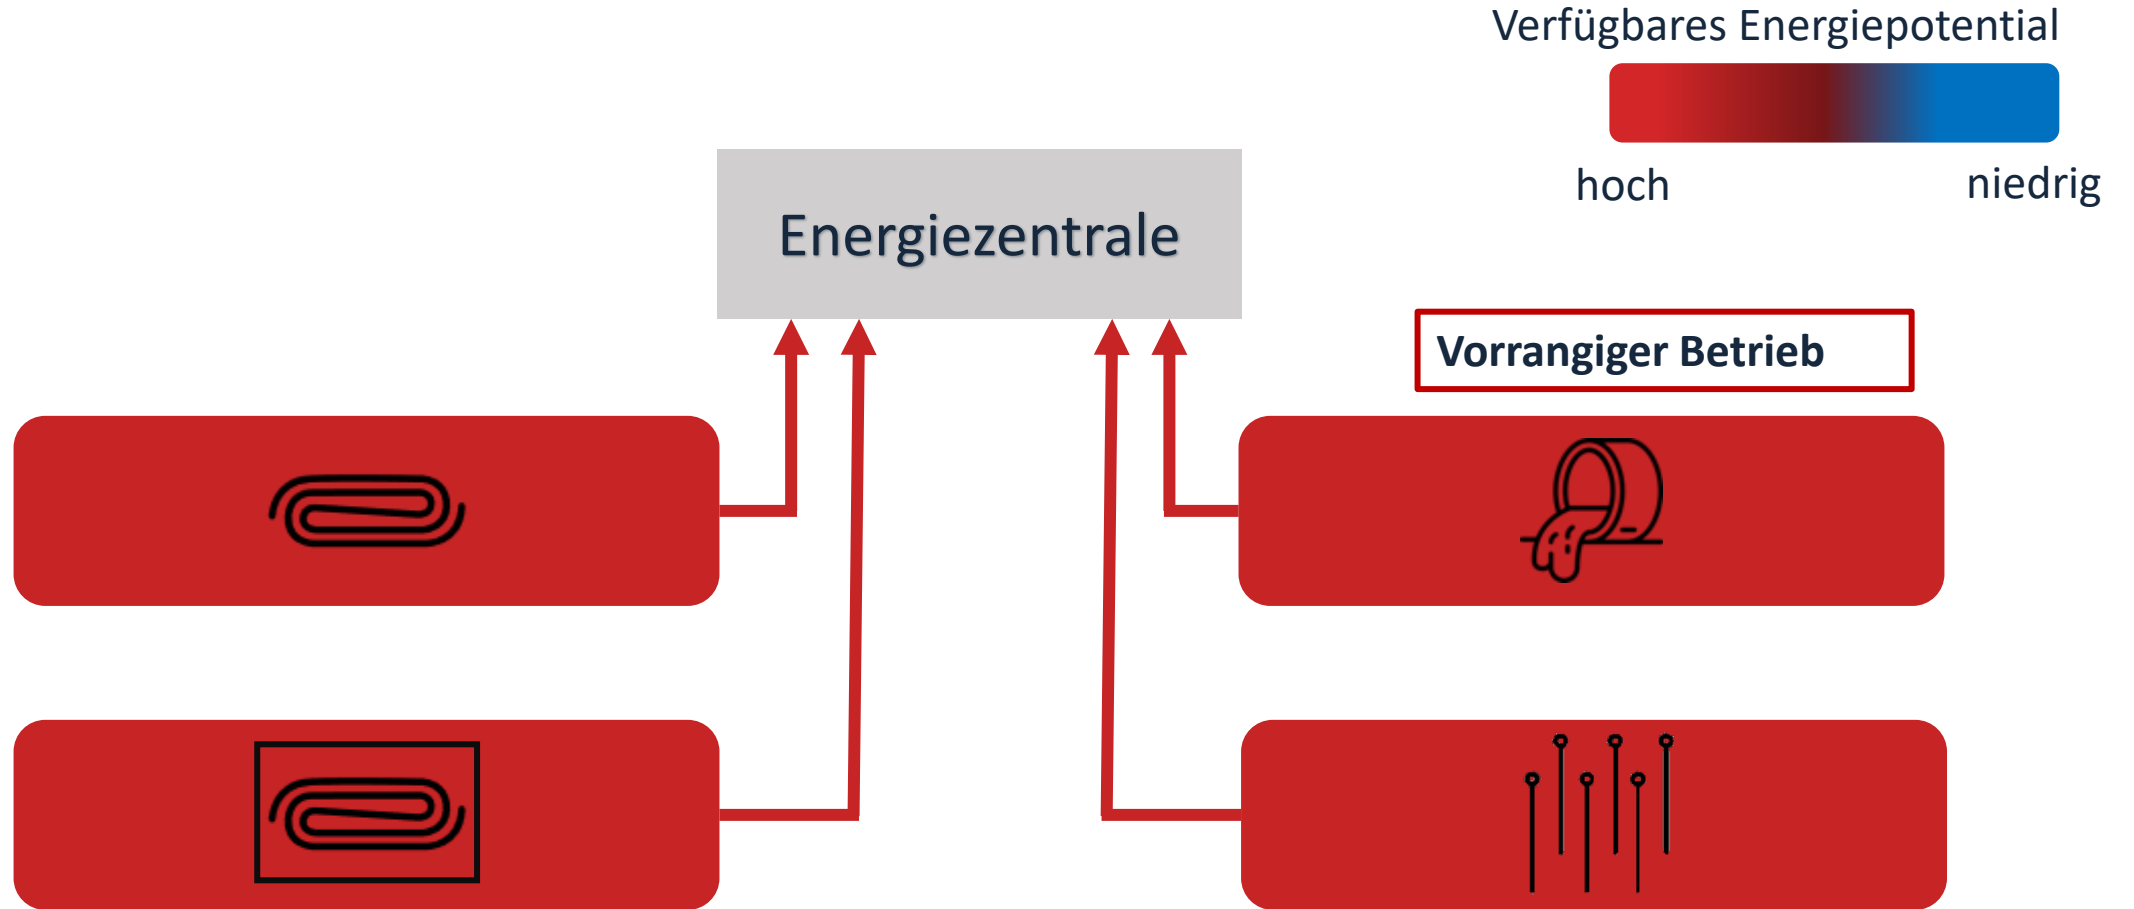 Verfügbares Energiepotential
hoch
niedrig
Energiezentrale
Vorrangiger Betrieb